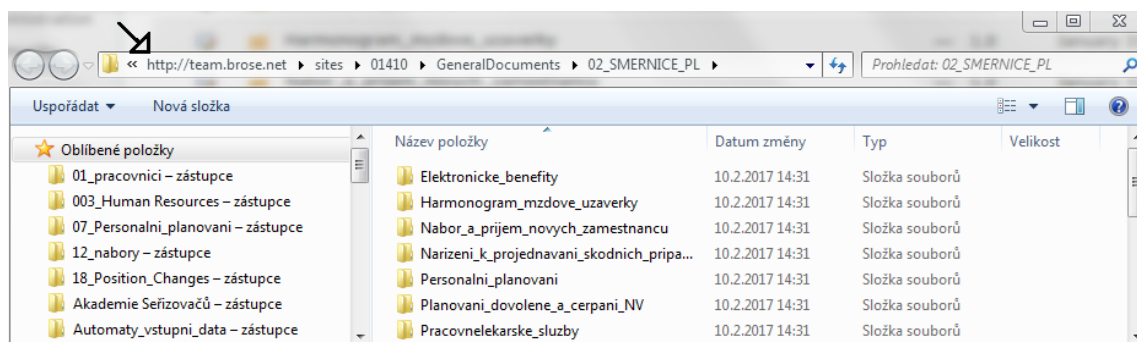 « http://team.brose.net ▸ sites ▸ 01410 ▸ GeneralDocuments ▸ 02_SMERNICE_PL ▸
Prohledat: 02_SMERNICE_PL
Uspořádat Nová složka
Oblíbené položky
01_pracovnici – zástupce
003_Human Resources – zástupce
07_Personalni_planovani – zástupce
12_nabory – zástupce
18_Position_Changes – zástupce
Akademie Seřizovačů – zástupce
Automaty_vstupni_data – zástupce
Název položky Datum změny Typ Velikost
Elektronicke_benefity 10.2.2017 14:31 Složka souborů
Harmonogram_mzdove_uzaverky 10.2.2017 14:31 Složka souborů
Nabor_a_prijem_novych_zamestnancu 10.2.2017 14:31 Složka souborů
Narizeni_k_projednavani_skodnich_pripa... 10.2.2017 14:31 Složka souborů
Personalni_planovani 10.2.2017 14:31 Složka souborů
Planovani_dovolene_a_cerpani_NV 10.2.2017 14:31 Složka souborů
Pracovnelekarske_sluzby 10.2.2017 14:31 Složka souborů